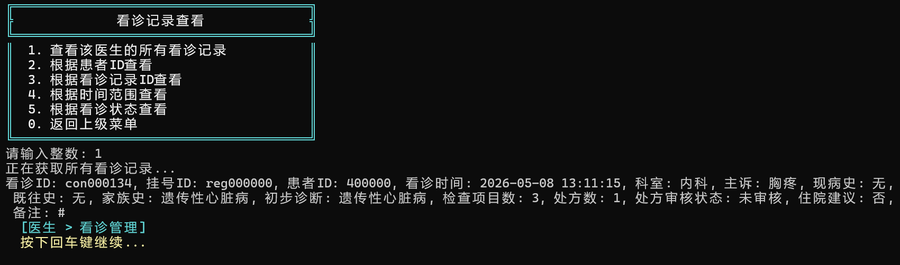 看诊记录查看
1. 查看该医生的所有看诊记录
2. 根据患者ID查看
3. 根据看诊记录ID查看
4. 根据时间范围查看
5. 根据看诊状态查看
0. 返回上级菜单
请输入整数: 1
正在获取所有看诊记录...
看诊ID: con000134, 挂号ID: reg000000, 患者ID: 400000, 看诊时间: 2026-05-08 13:11:15, 科室: 内科, 主诉: 胸疼, 现病史: 无,
既往史: 无, 家族史: 遗传性心脏病, 初步诊断: 遗传性心脏病, 检查项目数: 3, 处方数: 1, 处方审核状态: 未审核, 住院建议: 否,
备注: #
[医生 > 看诊管理]
按下回车键继续...